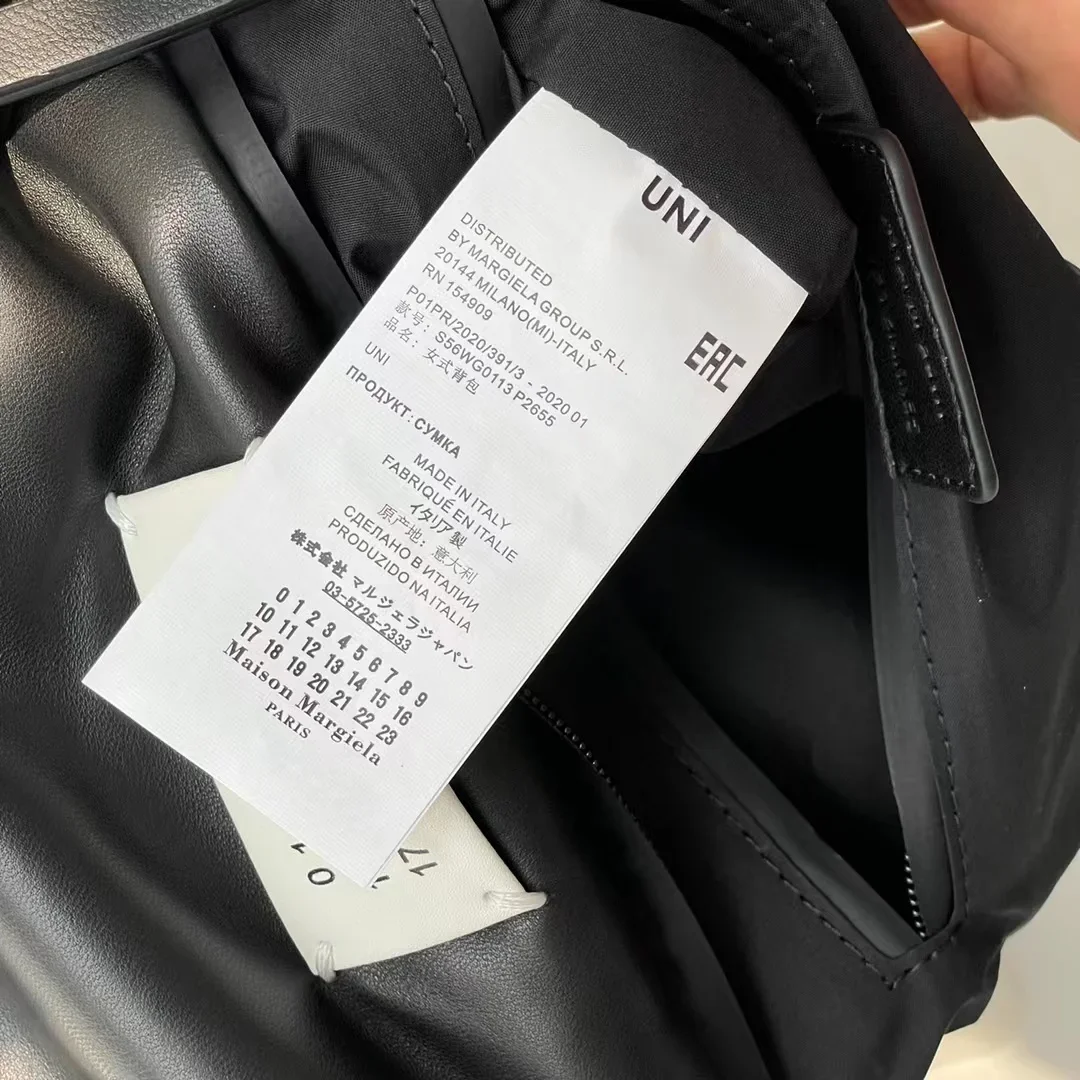 UNI
DISTRIBUTED
BY MARGIELA GROUP S.R.L.
20144 MILANO(MI)-ITALY
RN 154909
P01PR/2020/391/3 - 2020 01
款号: S56WG0113 P2655
品名: 女式背包
UNI
EAC
ПРОДУКТ: СУМКА
MADE IN ITALY
FABRIQUÉ EN ITALIE
イタリア製
原产地: 意大利
СДЕЛАНО В ИТАЛИИ
PRODUZIDO NA ITALIA
株式会社 マルジェラジャパン
03-5725-2333
0 1 2 3 4 5 6 7 8 9
10 11 12 13 14 15 16
17 18 19 20 21 22 23
Maison Margiela
PARIS
0
17